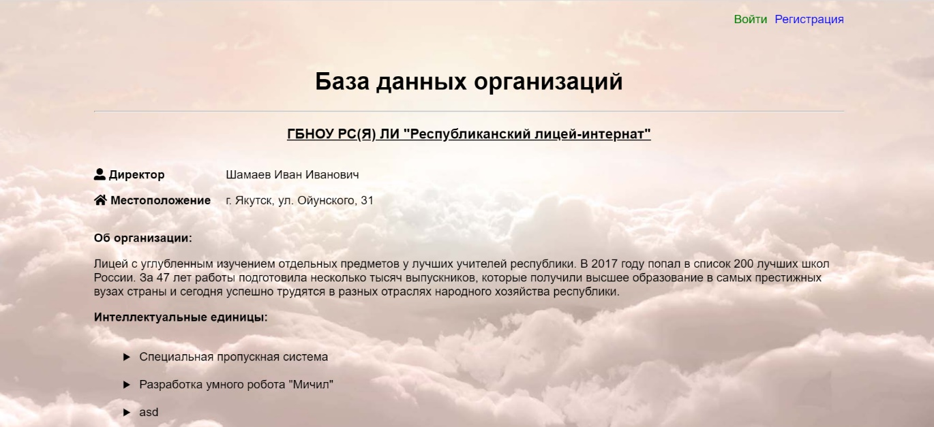 Войти Регистрация
База данных организаций
ГБНОУ РС(Я) ЛИ "Республиканский лицей-интернат"
Директор Шамаев Иван Иванович
Местоположение г. Якутск, ул. Ойунского, 31
Об организации:
Лицей с углубленным изучением отдельных предметов у лучших учителей республики. В 2017 году попал в список 200 лучших школ
России. За 47 лет работы подготовила несколько тысяч выпускников, которые получили высшее образование в самых престижных
вузах страны и сегодня успешно трудятся в разных отраслях народного хозяйства республики.
Интеллектуальные единицы:
Специальная пропускная система
Разработка умного робота "Мичил"
asd